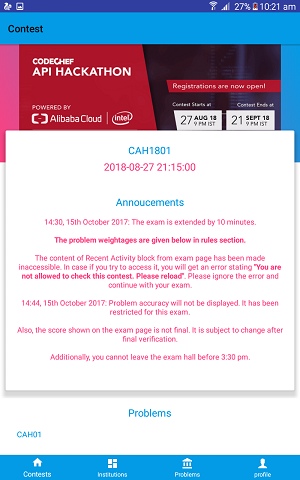 27% 10:21 am
Contest
CODECHEF
API HACKATHON
Registrations are now open!
POWERED BY
Contest Starts at
Contest Ends at
Alibaba Cloud
intel
27 AUG 18
9 PM IST
21 SEPT 18
9 PM IST
CAH1801
2018-08-27 21:15:00
Annoucements
14:30, 15th October 2017: The exam is extended by 10 minutes.
The problem weightages are given below in rules section.
The content of Recent Activity block from exam page has been made
inaccessible. In case if you try to access it, you will get an error stating "You are
not allowed to check this contest. Please reload". Please ignore the error and
continue with your exam.
14:44, 15th October 2017: Problem accuracy will not be displayed. It has been
restricted for this exam.
Also, the score shown on the exam page is not final. It is subject to change after
final verification.
Additionally, you cannot leave the exam hall before 3:30 pm.
Problems
CAH01
Contests
Institutions
Problems
profile